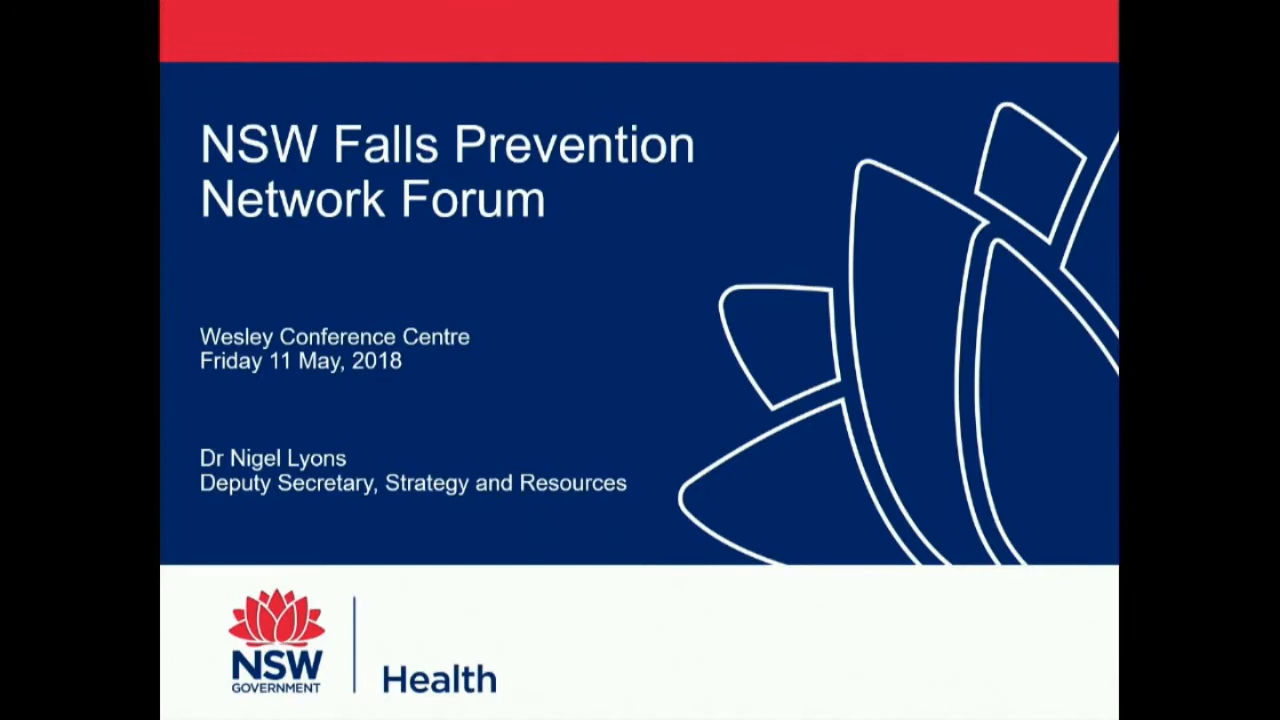 NSW Falls Prevention
Network Forum
Wesley Conference Centre
Friday 11 May, 2018
Dr Nigel Lyons
Deputy Secretary, Strategy and Resources
NSW
GOVERNMENT
Health